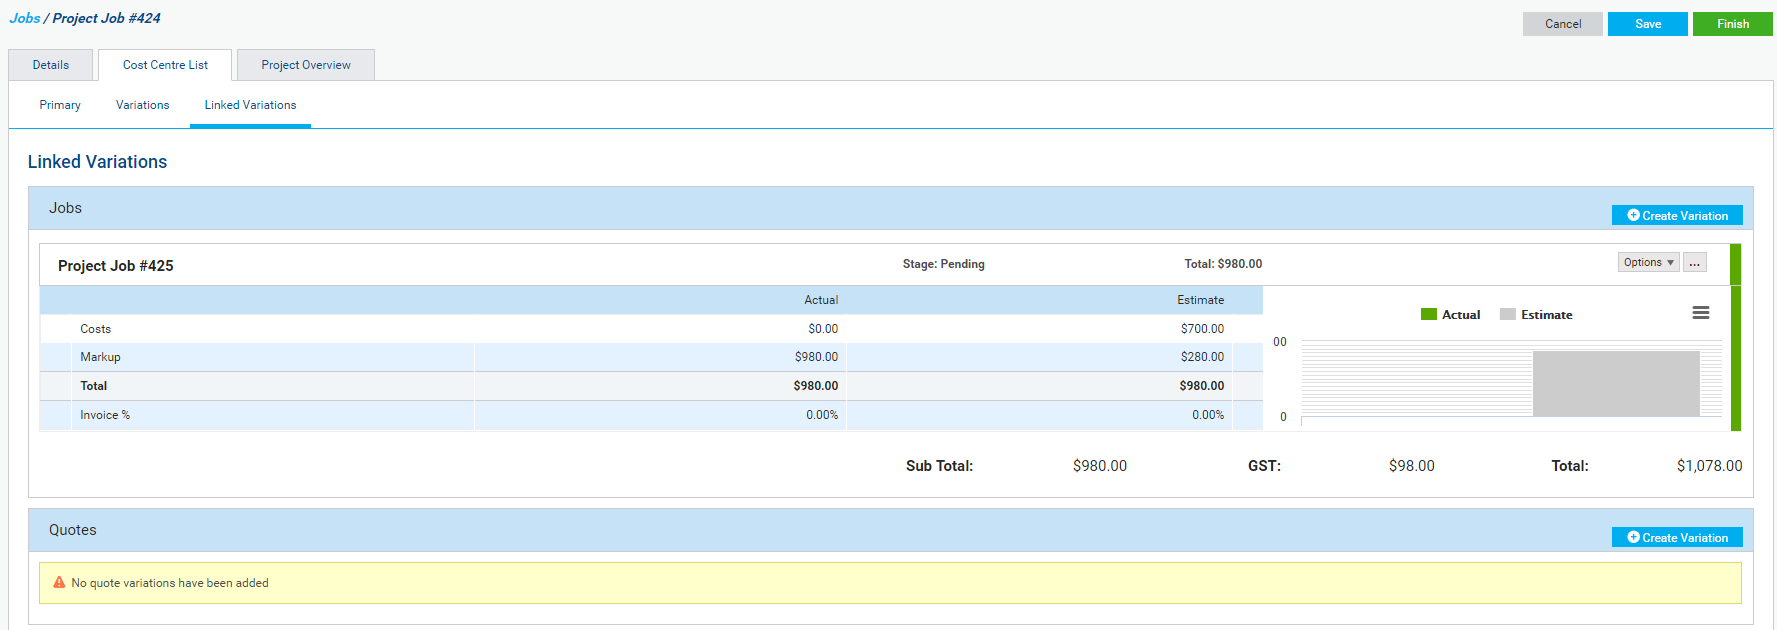 Jobs / Project Job #424
Cancel Save Finish
Details Cost Centre List Project Overview
Primary Variations Linked Variations
Linked Variations
Jobs
Create Variation
Project Job #425 Stage: Pending Total: $980.00 Options ▼ ...
Actual Estimate
Costs $0.00 $700.00
Markup $980.00 $280.00
Total $980.00 $980.00
Invoice % 0.00% 0.00%
Actual Estimate
00
0
Sub Total: $980.00 GST: $98.00 Total: $1,078.00
Quotes
Create Variation
No quote variations have been added